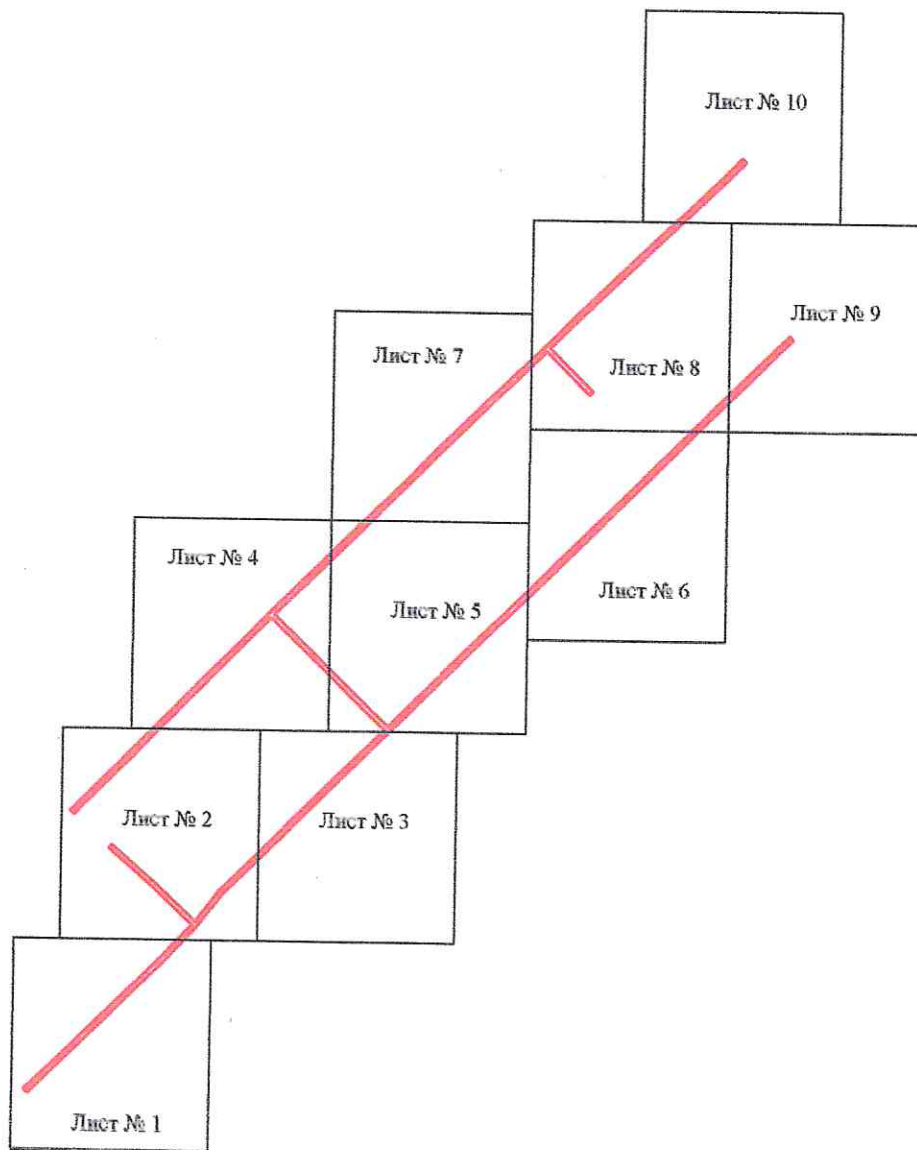 Лист № 10
Лист № 9
Лист № 7
Лист № 8
Лист № 4
Лист № 6
Лист № 5
Лист № 2
Лист № 3
Лист № 1